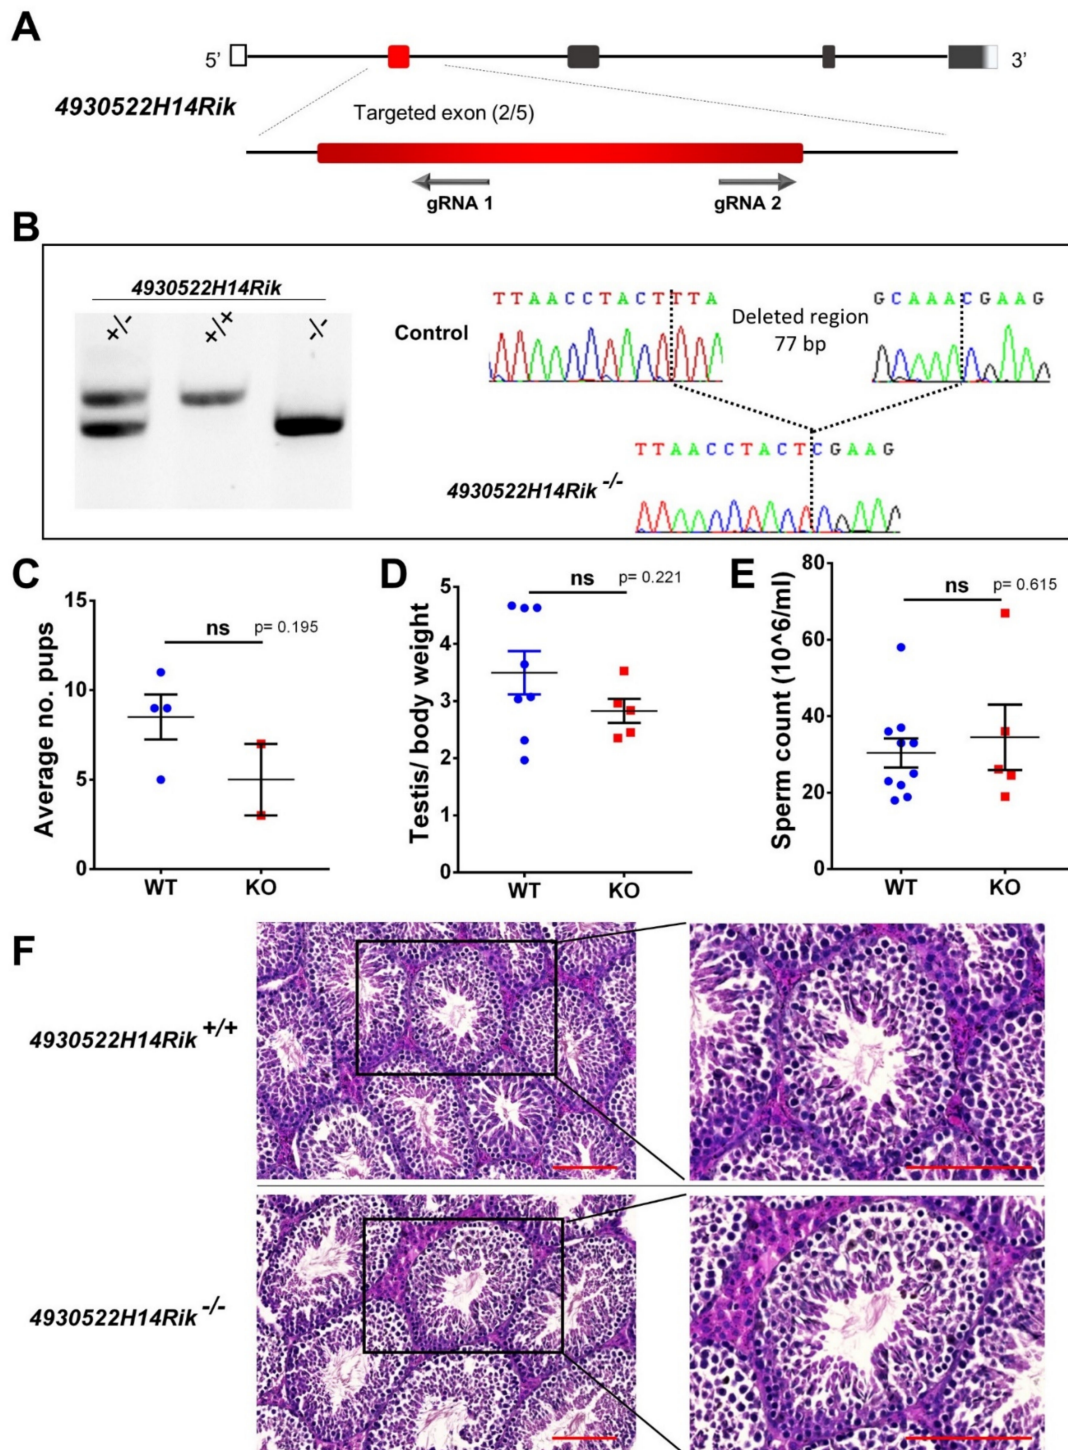 A
5' 3'
4930522H14Rik
Targeted exon (2/5)
gRNA 1 gRNA 2
B
4930522H14Rik
+/- +/+ -/-
Control
TTAACCTACTTTA
Deleted region
77 bp
GCAAACGAAG
TTAACCTACTCGAAG
4930522H14Rik -/-
C
Average no. pups
15
10
5
0
ns p= 0.195
WT KO
D
Testis/ body weight
5
4
3
2
1
0
ns p= 0.221
WT KO
E
Sperm count (10^6/ml)
80
60
40
20
0
ns p= 0.615
WT KO
F
4930522H14Rik +/+
4930522H14Rik -/-